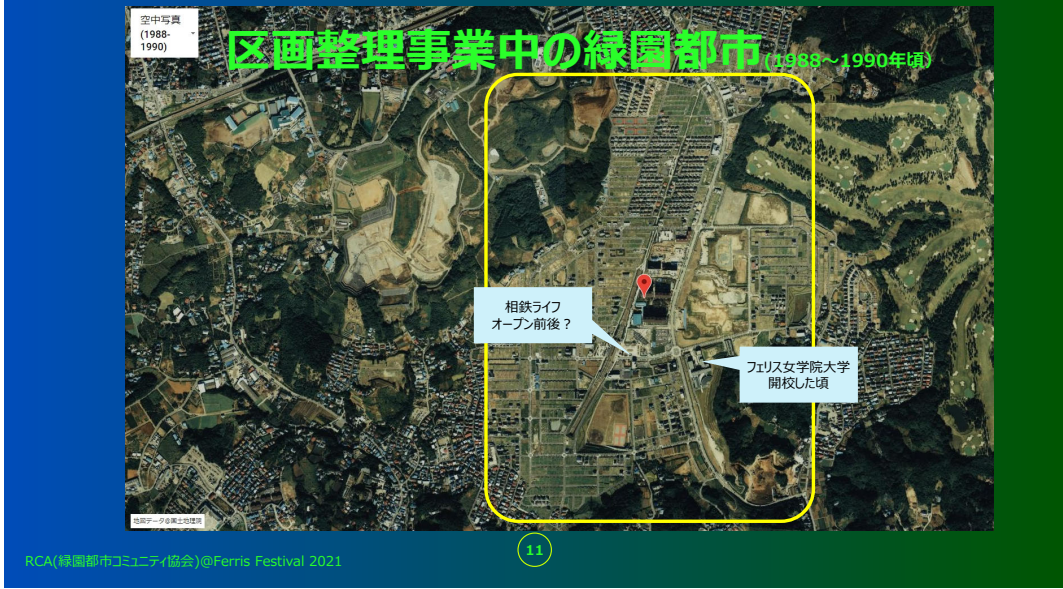 空中写真
(1988-
1990)
区画整理事業中の緑園都市(1988～1990年頃)
相鉄ライフ
オープン前後？
フェリス女学院大学
開校した頃
地図データ@国土地理院
RCA(緑園都市コミュニティ協会)@Ferris Festival 2021
11